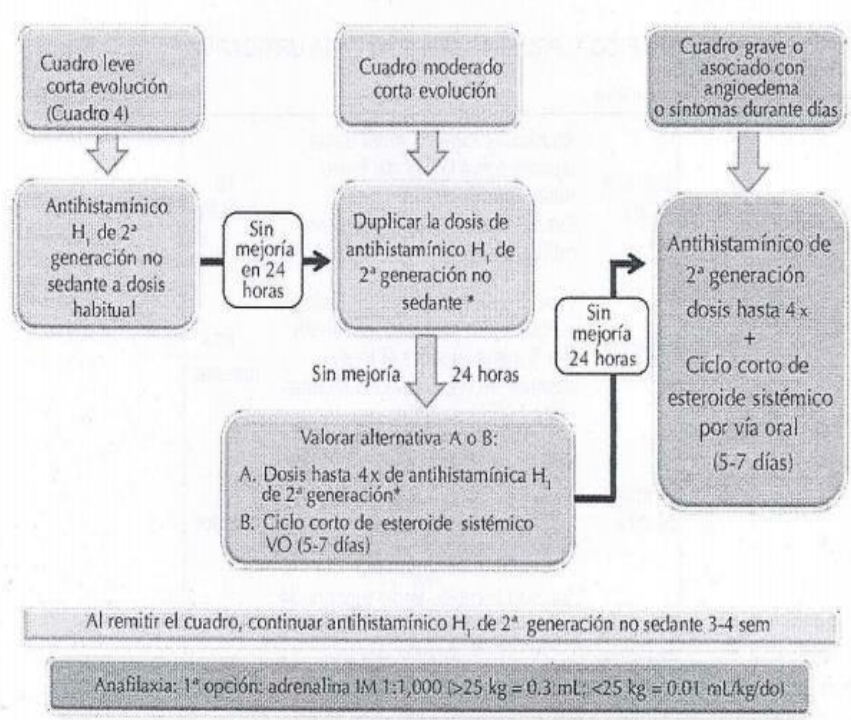 Cuadro leve
corta evolución
(Cuadro 4)
Cuadro moderado
corta evolución
Cuadro grave o
asociado con
angioedema
o síntomas durante días
Antihistamínico
H1 de 2ª
generación no
sedante a dosis
habitual
Sin
mejoría
en 24
horas
Duplicar la dosis de
antihistamínico H1 de
2ª generación no
sedante *
Sin mejoría 24 horas
Valorar alternativa A o B:
A. Dosis hasta 4x de antihistamínica H1
de 2ª generación*
B. Ciclo corto de esteroide sistémico
VO (5-7 días)
Sin
mejoría
24 horas
Antihistamínico de
2ª generación
dosis hasta 4 x
+
Ciclo corto de
esteroide sistémico
por vía oral
(5-7 días)
Al remitir el cuadro, continuar antihistamínico H1 de 2ª generación no sedante 3-4 sem
Anafilaxia: 1ª opción: adrenalina IM 1:1,000 (>25 kg = 0.3 mL; <25 kg = 0.01 mL/kg/do)